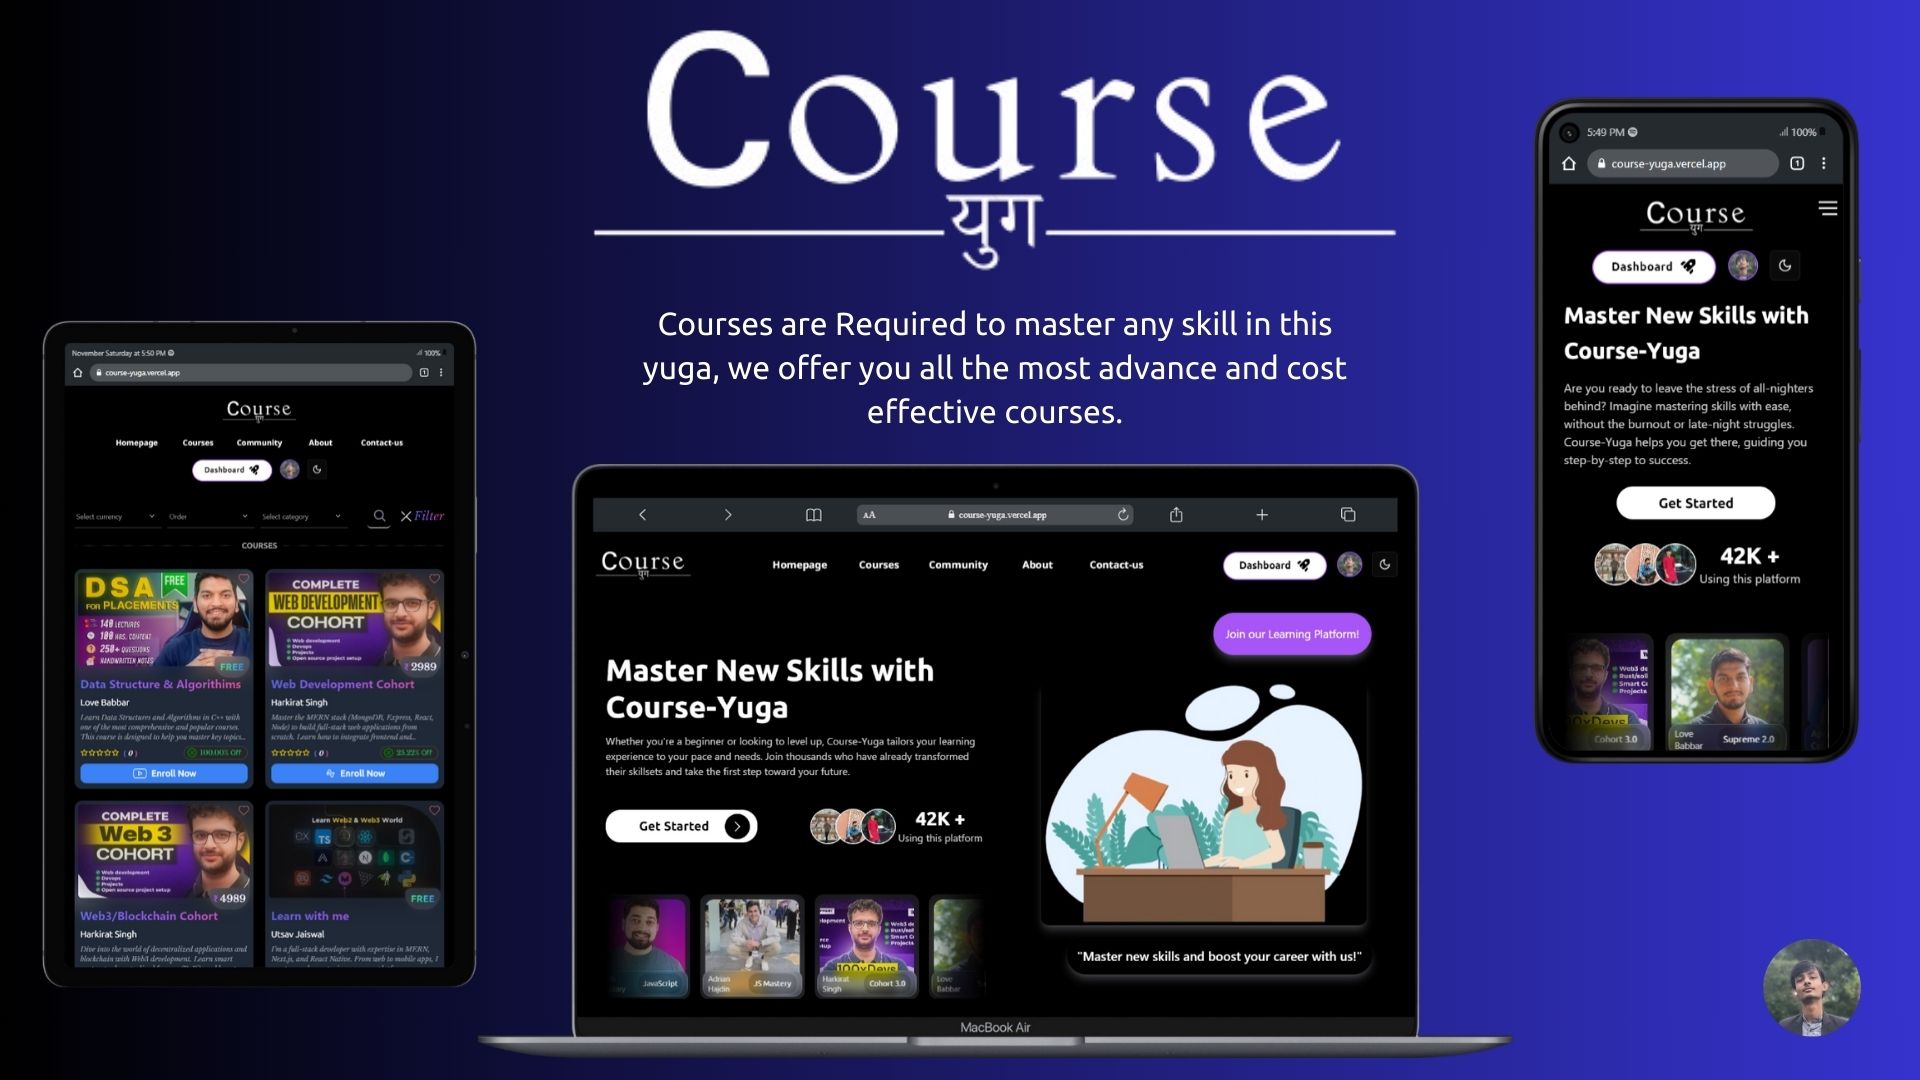 Course
युग
Courses are Required to master any skill in this
yuga, we offer you all the most advance and cost
effective courses.
November Saturday at 5:50 PM
100%
course-yuga.vercel.app
1
Course
युग
Homepage Courses Community About Contact-us
Dashboard
Select currency Order Select category Filter
COURSES
DSA FREE
FOR PLACEMENTS
140 LECTURES
100 HRS. CONTENT
250+ QUESTIONS
HANDWRITTEN NOTES
FREE
Data Structure & Algorithims
Love Babbar
Learn Data Structures and Algorithms in C++ with
one of the most comprehensive and popular courses.
This course is designed to help you master key topics...
( 0 ) 100.00% Off
Enroll Now
COMPLETE
WEB DEVELOPMENT
COHORT
Web development
Devops
Projects
Open source project setup
₹ 2989
Web Development Cohort
Harkirat Singh
Master the MERN stack (MongoDB, Express, React,
Node) to build full-stack web applications from
scratch. Learn how to integrate frontend and...
( 0 ) 25.22% Off
Enroll Now
COMPLETE
Web 3
COHORT
Web development
Devops
Projects
Open source project setup
₹ 4989
Web3/Blockchain Cohort
Harkirat Singh
Dive into the world of decentralized applications and
blockchain with Web3 development. Learn smart
Learn Web2 & Web3 World
TS
N
C
FREE
Learn with me
Utsav Jaiswal
I'm a full-stack developer with expertise in MERN,
Next.js, and React Native. From web to mobile apps, I
AA course-yuga.vercel.app
Course
युग
Homepage Courses Community About Contact-us
Dashboard
Join our Learning Platform!
Master New Skills with
Course-Yuga
Whether you're a beginner or looking to level up, Course-Yuga tailors your learning
experience to your pace and needs. Join thousands who have already transformed
their skillsets and take the first step toward your future.
Get Started
42K +
Using this platform
JavaScript
Adrian
Hajdin
JS Mastery
100xDevs
Harkirat
Singh
Cohort 3.0
Love
Babbar
"Master new skills and boost your career with us!"
MacBook Air
5:49 PM
100%
course-yuga.vercel.app
1
Course
युग
Dashboard
Master New Skills with
Course-Yuga
Are you ready to leave the stress of all-nighters
behind? Imagine mastering skills with ease,
without the burnout or late-night struggles.
Course-Yuga helps you get there, guiding you
step-by-step to success.
Get Started
42K +
Using this platform
Cohort 3.0
Love
Babbar
Supreme 2.0